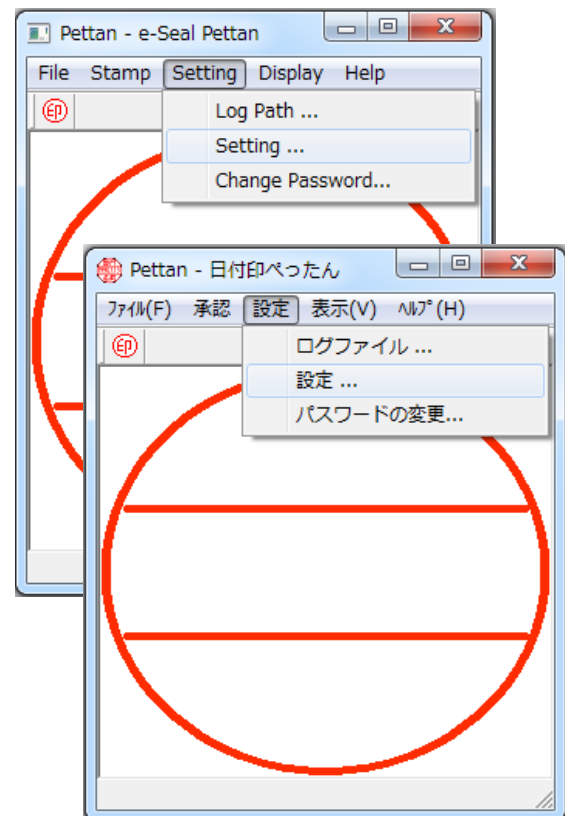 Pettan - e-Seal Pettan
File Stamp Setting Display Help
印
Log Path ...
Setting ...
Change Password...
Pettan - 日付印ぺったん
ﾌｧｲﾙ(F) 承認 設定 表示(V) ﾍﾙﾌﾟ(H)
印
ログファイル ...
設定 ...
パスワードの変更...